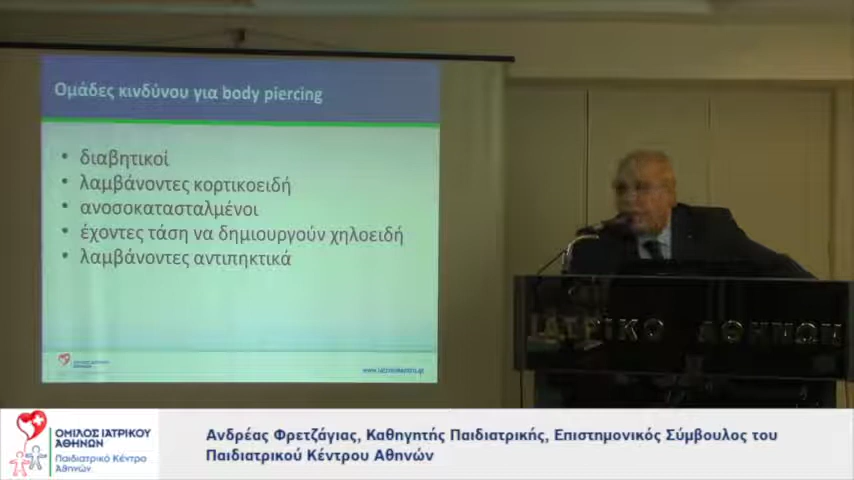 Ομάδες κινδύνου για body piercing
• διαβητικοί
• λαμβάνοντες κορτικοειδή
• ανοσοκατασταλμένοι
• έχοντες τάση να δημιουργούν χηλοειδή
• λαμβάνοντες αντιπηκτικά
ΙΑΤΡΙΚΟ ΑΘΗΝΩΝ
ΟΜΙΛΟΣ ΙΑΤΡΙΚΟΥ
ΑΘΗΝΩΝ
Παιδιατρικό Κέντρο
Αθηνών
Ανδρέας Φρετζάγιας, Καθηγητής Παιδιατρικής, Επιστημονικός Σύμβουλος του
Παιδιατρικού Κέντρου Αθηνών